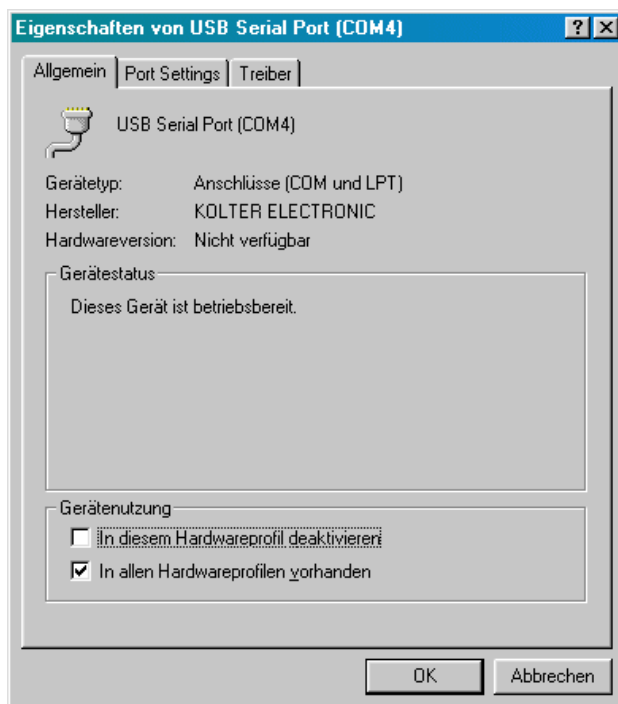 Eigenschaften von USB Serial Port (COM4)
Allgemein Port Settings Treiber
USB Serial Port (COM4)
Gerätetyp: Anschlüsse (COM und LPT)
Hersteller: KOLTER ELECTRONIC
Hardwareversion: Nicht verfügbar
Gerätestatus
Dieses Gerät ist betriebsbereit.
Gerätenutzung
In diesem Hardwareprofil deaktivieren
In allen Hardwareprofilen vorhanden
OK Abbrechen